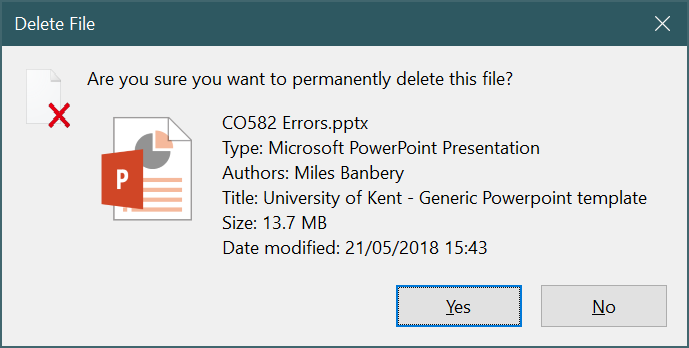 Delete File
Are you sure you want to permanently delete this file?
P
CO582 Errors.pptx
Type: Microsoft PowerPoint Presentation
Authors: Miles Banbery
Title: University of Kent - Generic Powerpoint template
Size: 13.7 MB
Date modified: 21/05/2018 15:43
Yes
No